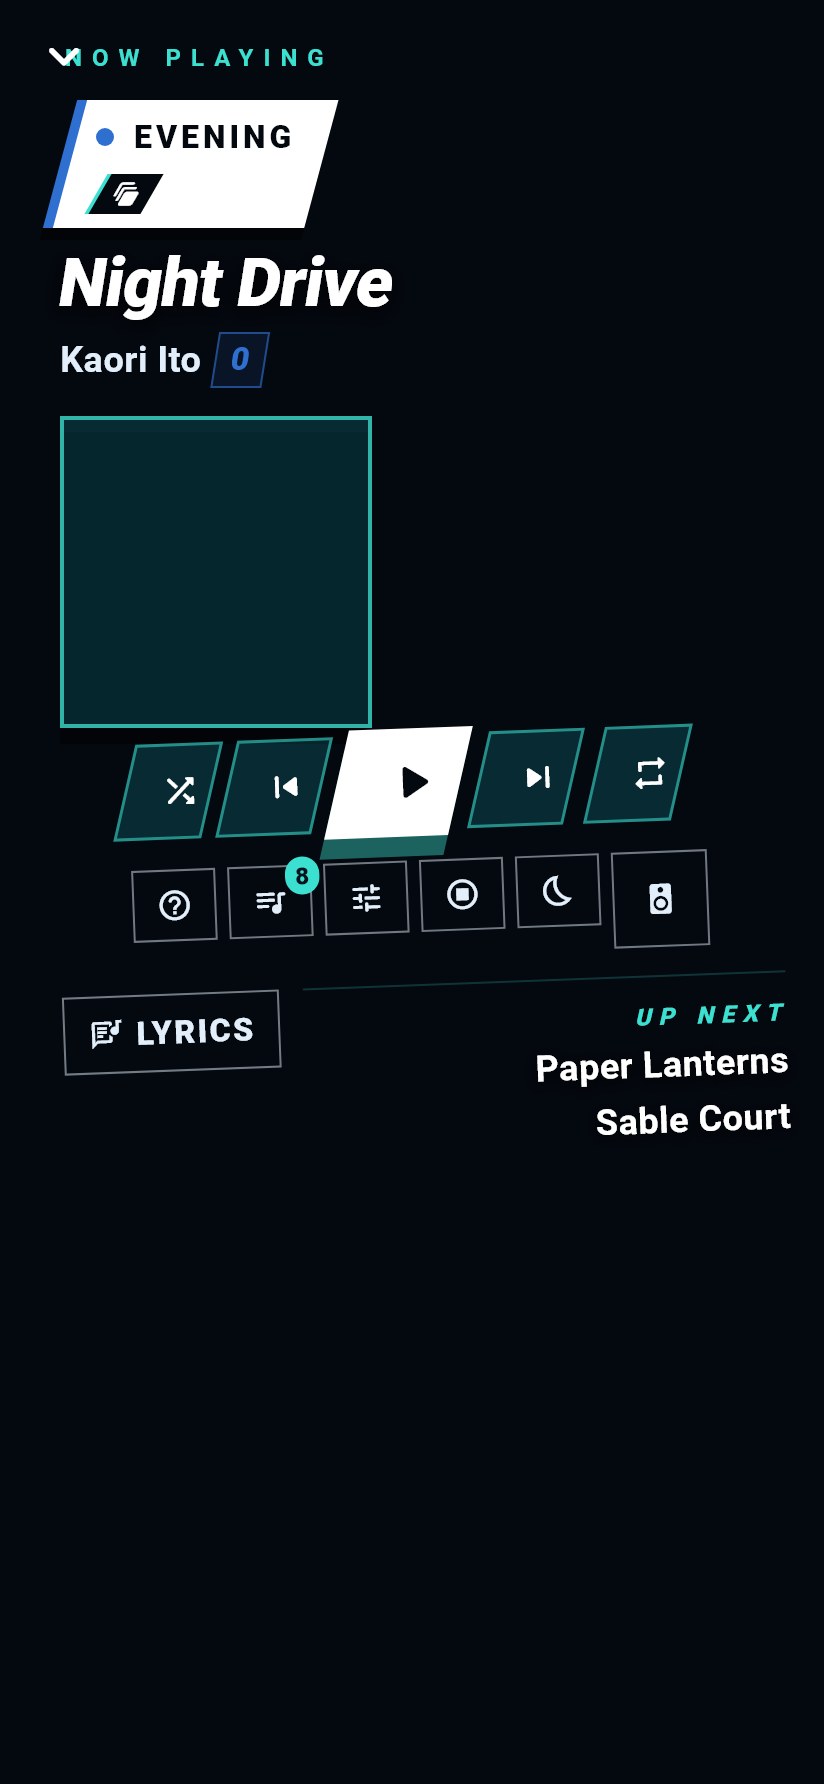 NOW PLAYING
EVENING
Night Drive
Kaori Ito 0
8
LYRICS
UP NEXT
Paper Lanterns
Sable Court